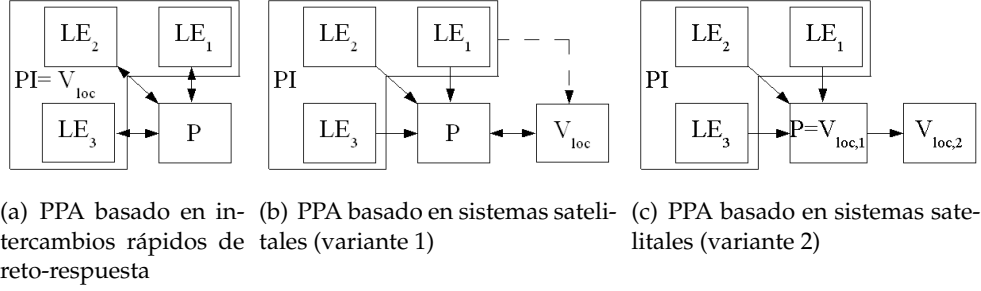 LE2 LE1
PI= Vloc
LE3 P
LE2 LE1
PI
LE3 P Vloc
LE2 LE1
PI
LE3 P=Vloc,1 Vloc,2
(a) PPA basado en in-
tercambios rápidos de
reto-respuesta
(b) PPA basado en sistemas sateli-
tales (variante 1)
(c) PPA basado en sistemas sate-
litales (variante 2)